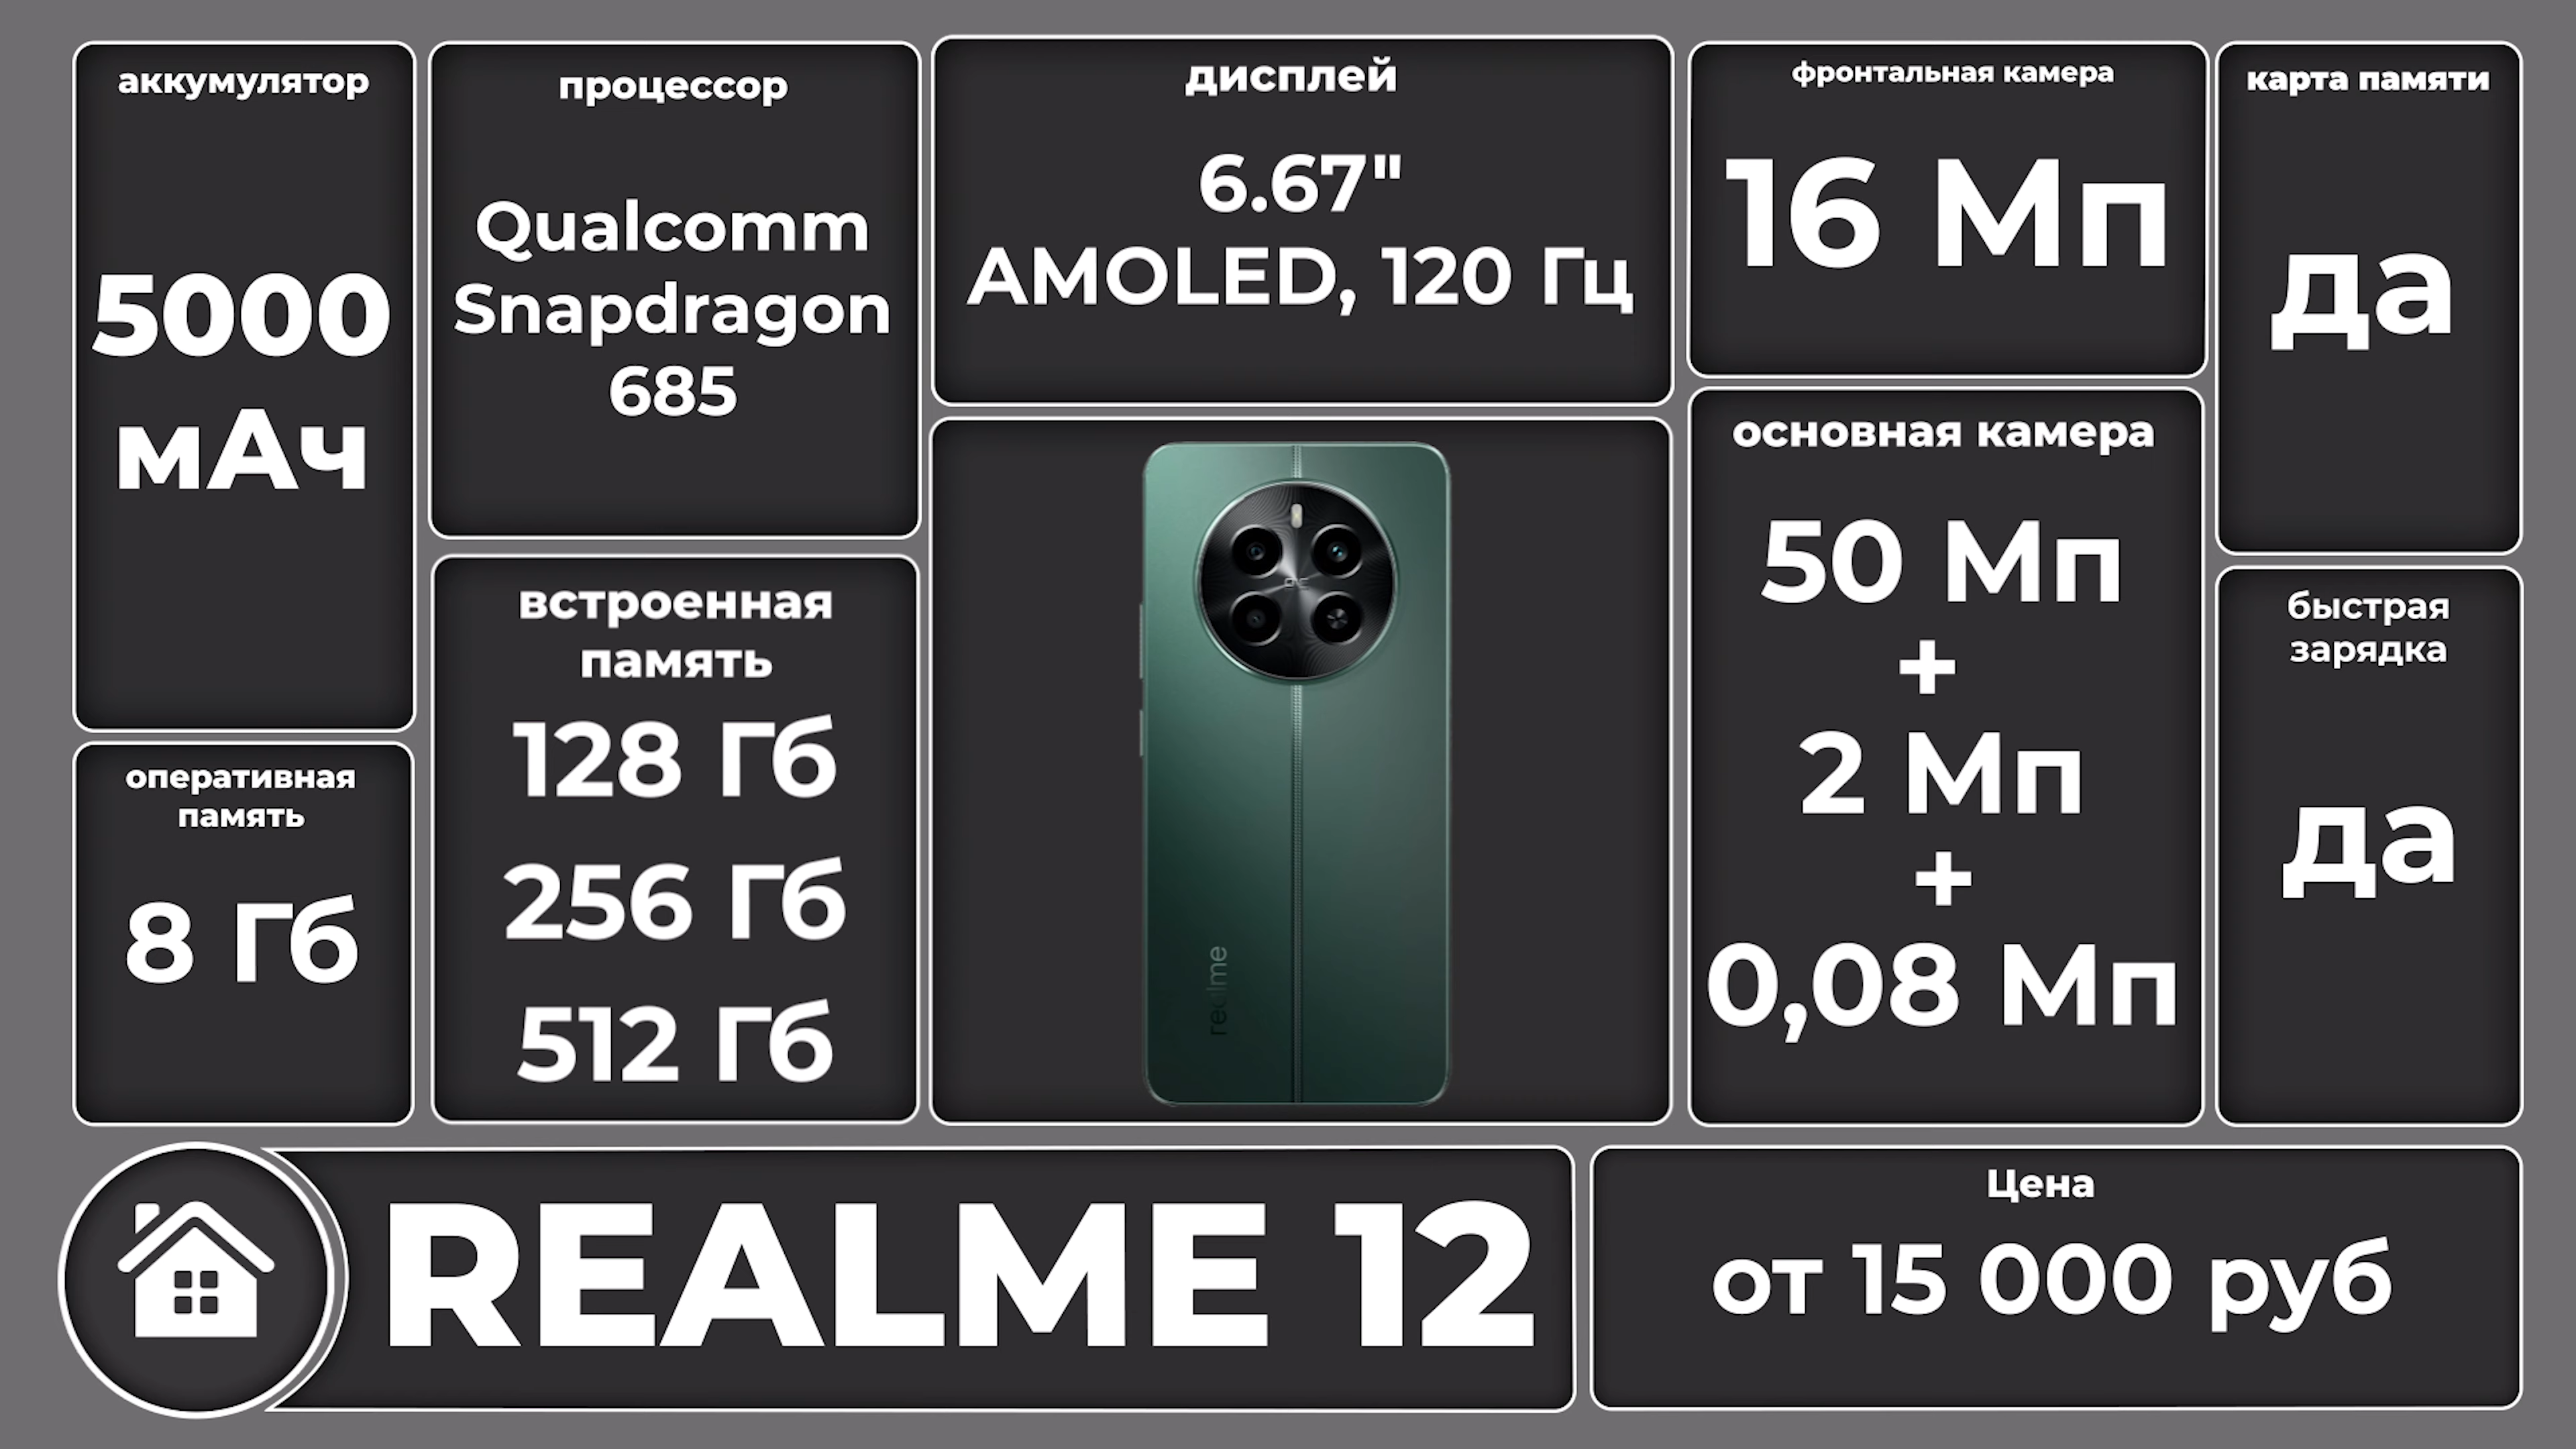 аккумулятор
5000
мАч
процессор
Qualcomm
Snapdragon
685
дисплей
6.67"
AMOLED, 120 Гц
фронтальная камера
16 Мп
карта памяти
да
оперативная
память
8 Гб
встроенная
память
128 Гб
256 Гб
512 Гб
realme
основная камера
50 Мп
+
2 Мп
+
0,08 Мп
быстрая
зарядка
да
REALME 12
Цена
от 15 000 руб